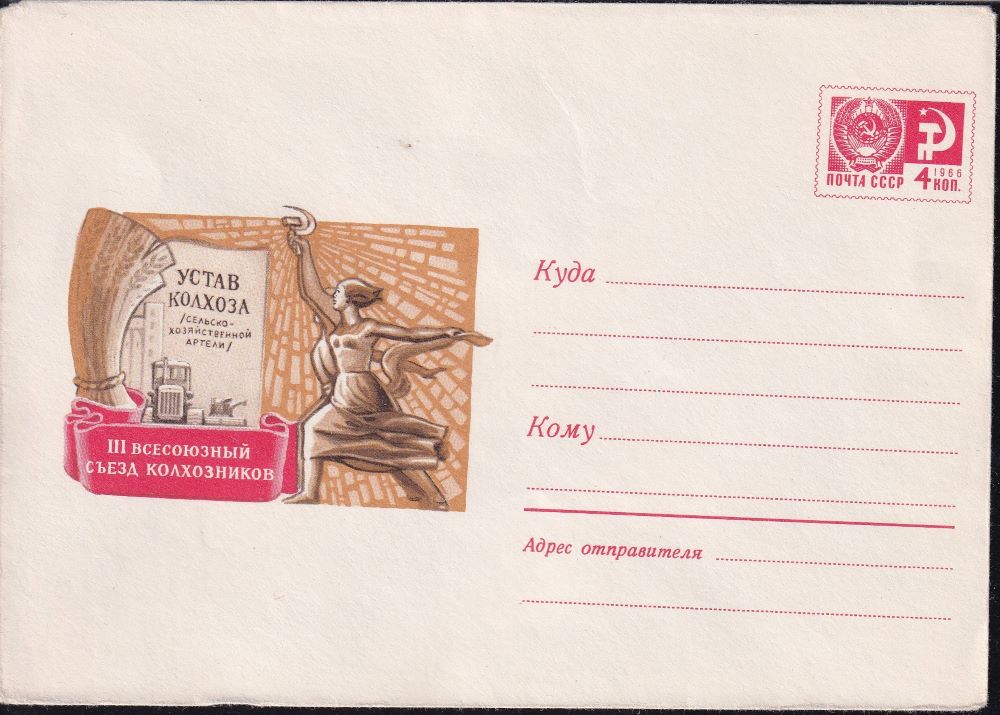 ПОЧТА СССР
1966
4 КОП.
УСТАВ
КОЛХОЗА
/СЕЛЬСКО-
ХОЗЯЙСТВЕННОЙ
АРТЕЛИ/
III ВСЕСОЮЗНЫЙ
СЪЕЗД КОЛХОЗНИКОВ
Куда
Кому
Адрес отправителя